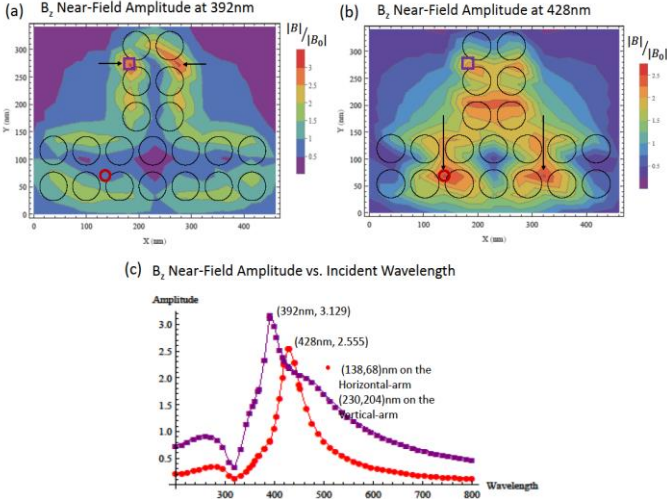 (a) B_z Near-Field Amplitude at 392nm
|B|/|B_0|
300
250
200
150
100
50
0
Y (nm)
0 100 200 300 400
X (nm)
3
2.5
2
1.5
1
0.5
(b) B_z Near-Field Amplitude at 428nm
|B|/|B_0|
300
250
200
150
100
50
0
Y (nm)
0 100 200 300 400
X (nm)
2.5
2
1.5
1
0.5
(c) B_z Near-Field Amplitude vs. Incident Wavelength
Amplitude
(392nm, 3.129)
(428nm, 2.555)
(138,68)nm on the
Horizontal-arm
(230,204)nm on the
Vertical-arm
3.0
2.5
2.0
1.5
1.0
0.5
300 400 500 600 700 800
Wavelength